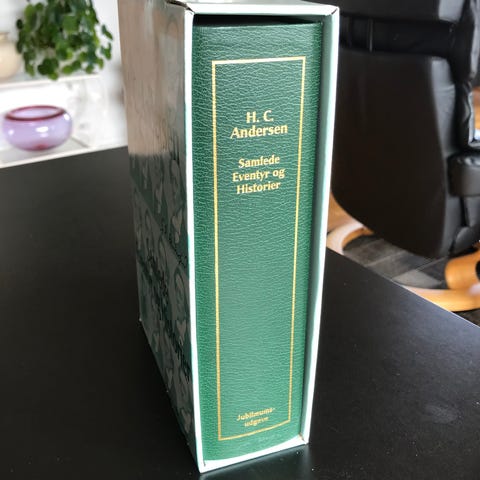 H. C.
Andersen
Samlede
Eventyr og
Historier
Jubilæums-
udgave